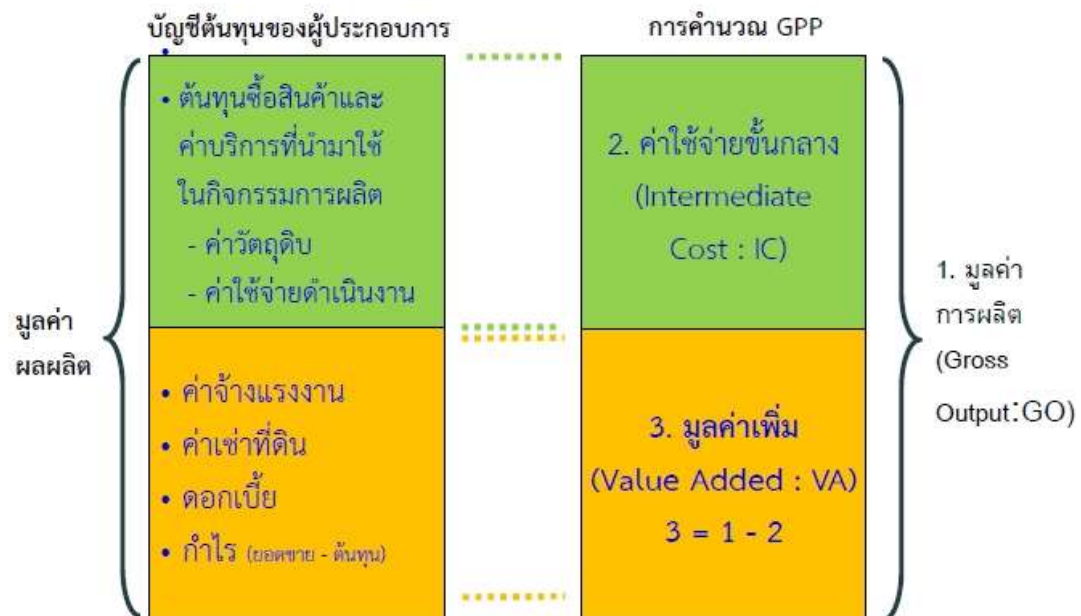 บัญชีต้นทุนของผู้ประกอบการ
การคำนวณ GPP
มูลค่า
ผลผลิต
• ต้นทุนซื้อสินค้าและ
ค่าบริการที่นำมาใช้
ในกิจกรรมการผลิต
- ค่าวัตถุดิบ
- ค่าใช้จ่ายดำเนินงาน
• ค่าจ้างแรงงาน
• ค่าเช่าที่ดิน
• ดอกเบี้ย
• กำไร (ยอดขาย - ต้นทุน)
2. ค่าใช้จ่ายขั้นกลาง
(Intermediate
Cost : IC)
3. มูลค่าเพิ่ม
(Value Added : VA)
3 = 1 - 2
1. มูลค่า
การผลิต
(Gross
Output:GO)